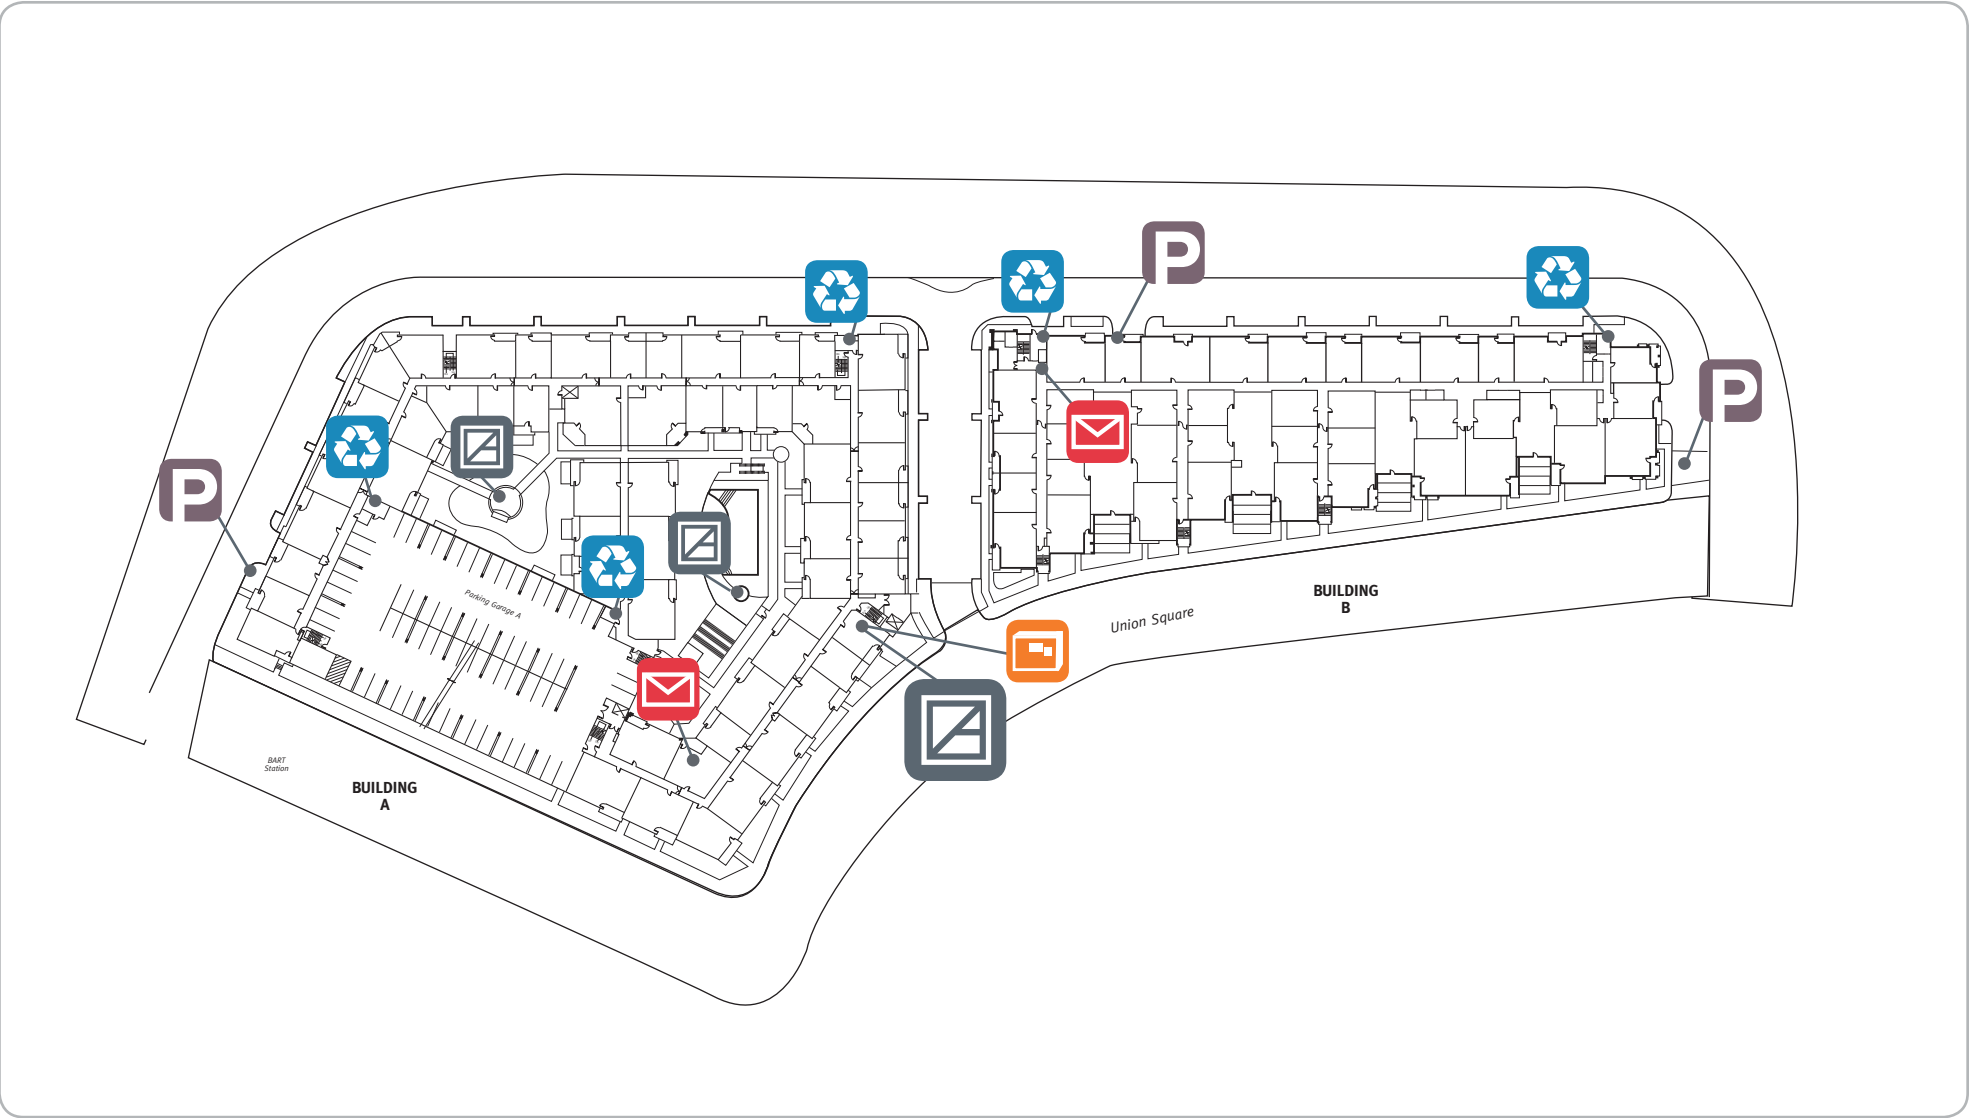 P
P
P
Parking Garage A
BUILDING
B
Union Square
BART
Station
BUILDING
A